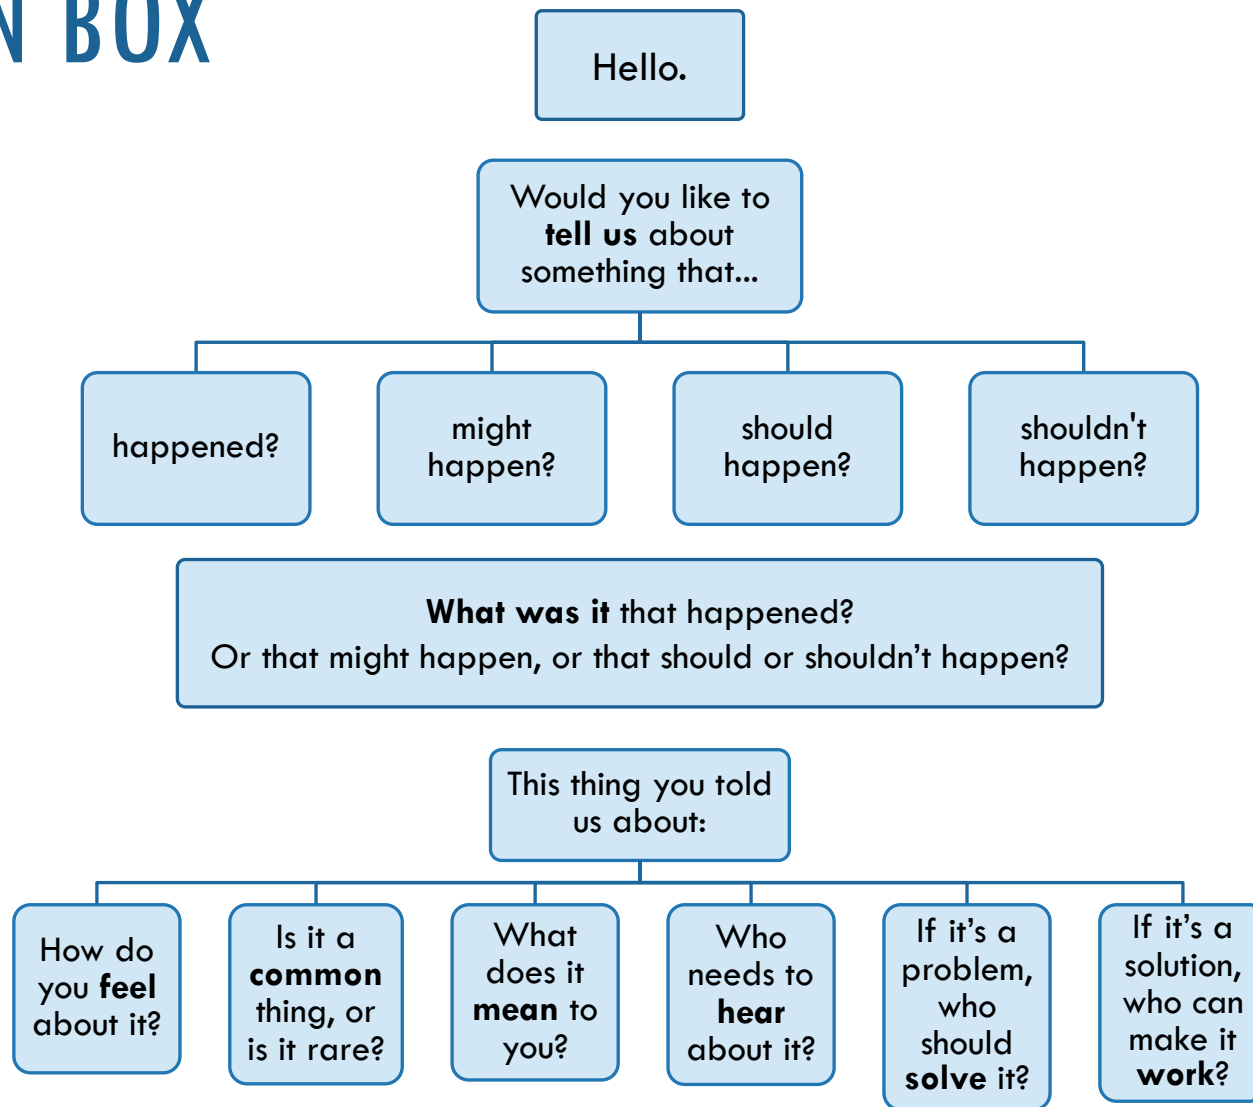 N BOX
Hello.
Would you like to
tell us about
something that...
happened?
might
happen?
should
happen?
shouldn't
happen?
What was it that happened?
Or that might happen, or that should or shouldn’t happen?
This thing you told
us about:
How do
you feel
about it?
Is it a
common
thing, or
is it rare?
What
does it
mean to
you?
Who
needs to
hear
about it?
If it’s a
problem,
who
should
solve it?
If it’s a
solution,
who can
make it
work?